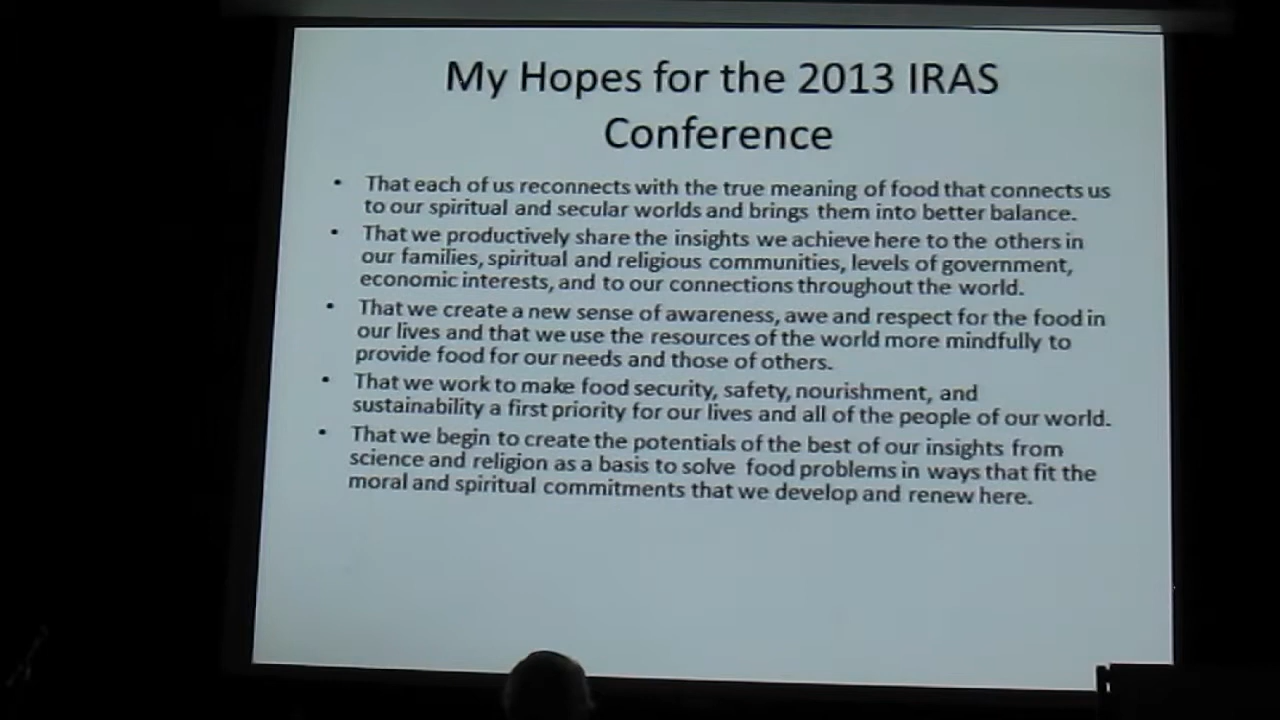 My Hopes for the 2013 IRAS
Conference
• That each of us reconnects with the true meaning of food that connects us
to our spiritual and secular worlds and brings them into better balance.
• That we productively share the insights we achieve here to the others in
our families, spiritual and religious communities, levels of government,
economic interests, and to our connections throughout the world.
• That we create a new sense of awareness, awe and respect for the food in
our lives and that we use the resources of the world more mindfully to
provide food for our needs and those of others.
• That we work to make food security, safety, nourishment, and
sustainability a first priority for our lives and all of the people of our world.
• That we begin to create the potentials of the best of our insights from
science and religion as a basis to solve food problems in ways that fit the
moral and spiritual commitments that we develop and renew here.